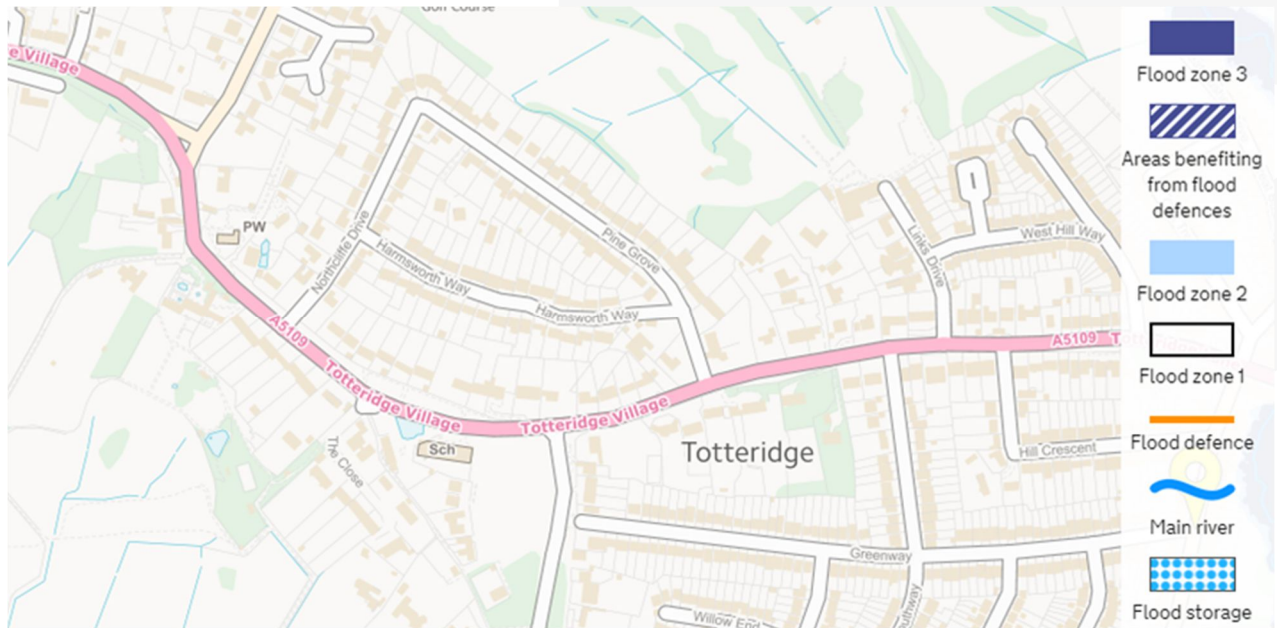 Golf Course
e Village
PW
Northcliffe Drive
Harmsworth Way
Harmsworth Way
Pine Grove
Links Drive
West Hill Way
A5109
Totteridge Village
Totteridge Village
A5109
The Close
Sch
Totteridge
Hill Crescent
Greenway
Willow End
Flood zone 3
Areas benefiting
from flood
defences
Flood zone 2
Flood zone 1
Flood defence
Main river
Flood storage